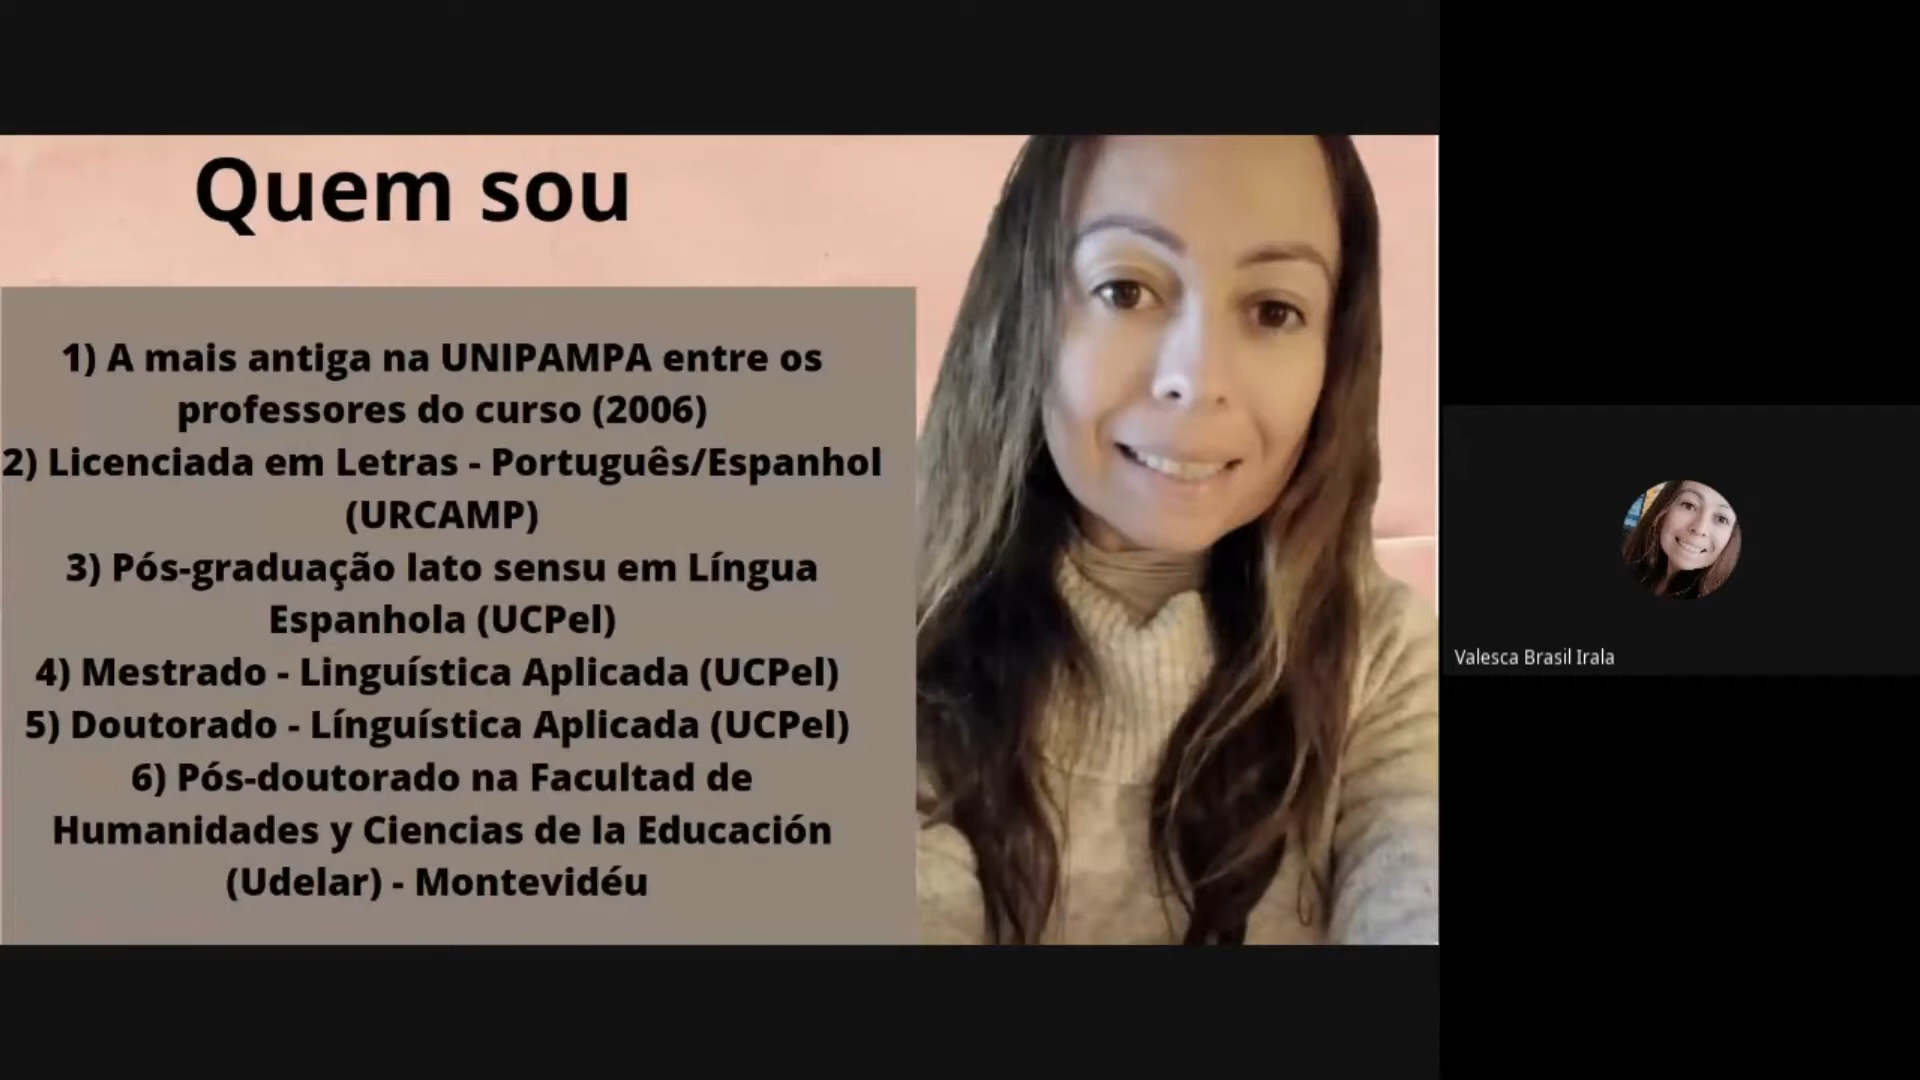 Quem sou
1) A mais antiga na UNIPAMPA entre os
professores do curso (2006)
2) Licenciada em Letras - Português/Espanhol
(URCAMP)
3) Pós-graduação lato sensu em Língua
Espanhola (UCPel)
4) Mestrado - Linguística Aplicada (UCPel)
5) Doutorado - Línguística Aplicada (UCPel)
6) Pós-doutorado na Facultad de
Humanidades y Ciencias de la Educación
(Udelar) - Montevidéu
Valesca Brasil Irala